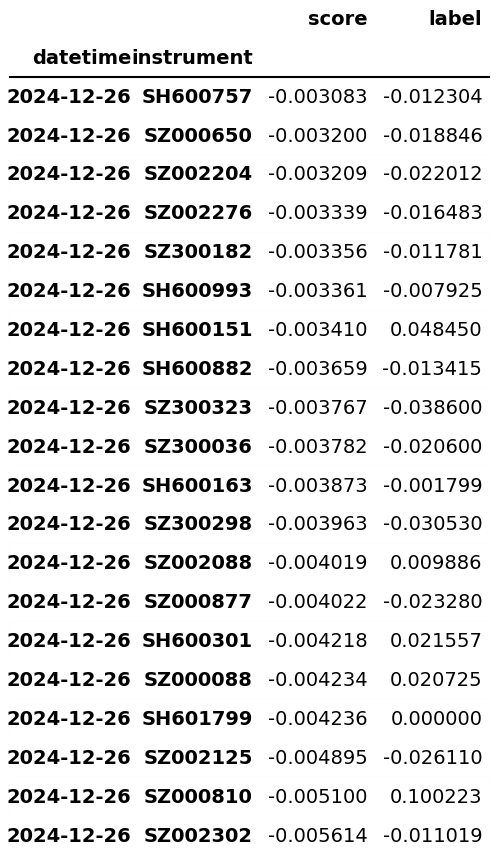 score label
datetime instrument
2024-12-26 SH600757 -0.003083 -0.012304
2024-12-26 SZ000650 -0.003200 -0.018846
2024-12-26 SZ002204 -0.003209 -0.022012
2024-12-26 SZ002276 -0.003339 -0.016483
2024-12-26 SZ300182 -0.003356 -0.011781
2024-12-26 SH600993 -0.003361 -0.007925
2024-12-26 SH600151 -0.003410 0.048450
2024-12-26 SH600882 -0.003659 -0.013415
2024-12-26 SZ300323 -0.003767 -0.038600
2024-12-26 SZ300036 -0.003782 -0.020600
2024-12-26 SH600163 -0.003873 -0.001799
2024-12-26 SZ300298 -0.003963 -0.030530
2024-12-26 SZ002088 -0.004019 0.009886
2024-12-26 SZ000877 -0.004022 -0.023280
2024-12-26 SH600301 -0.004218 0.021557
2024-12-26 SZ000088 -0.004234 0.020725
2024-12-26 SH601799 -0.004236 0.000000
2024-12-26 SZ002125 -0.004895 -0.026110
2024-12-26 SZ000810 -0.005100 0.100223
2024-12-26 SZ002302 -0.005614 -0.011019